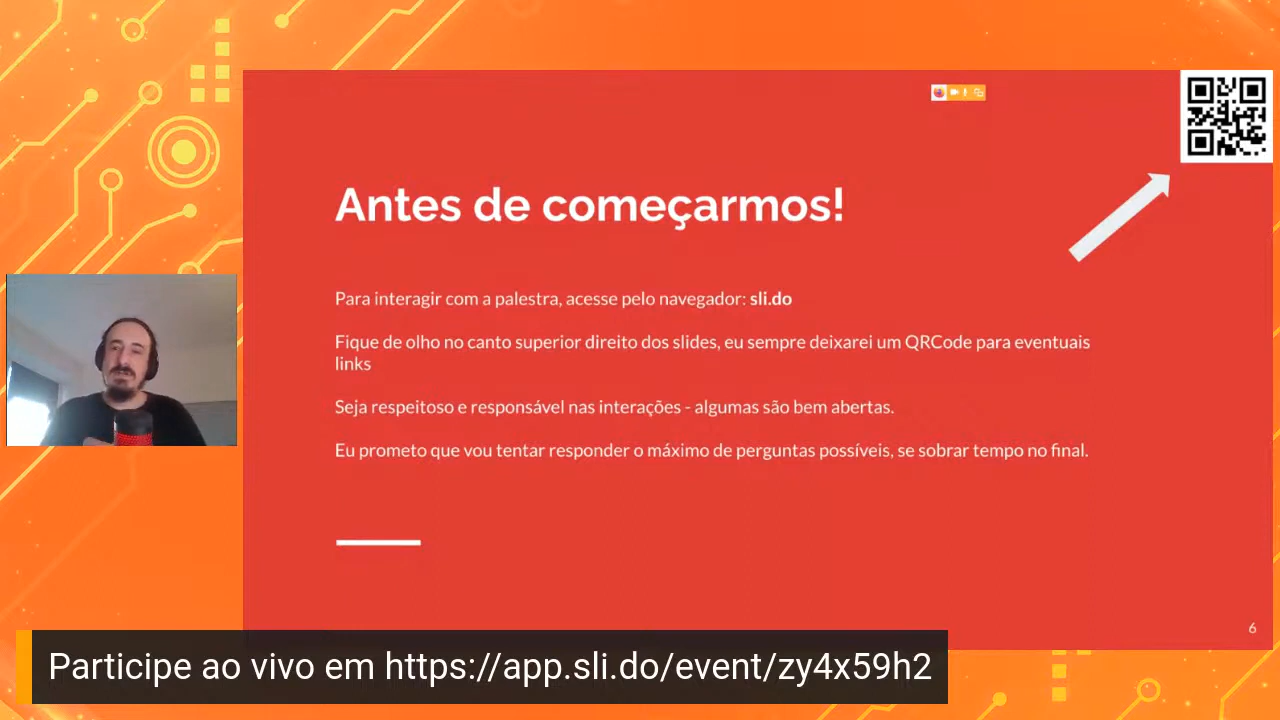 Antes de começarmos!
Para interagir com a palestra, acesse pelo navegador: sli.do
Fique de olho no canto superior direito dos slides, eu sempre deixarei um QRCode para eventuais
links
Seja respeitoso e responsável nas interações - algumas são bem abertas.
Eu prometo que vou tentar responder o máximo de perguntas possíveis, se sobrar tempo no final.
6
Participe ao vivo em https://app.sli.do/event/zy4x59h2